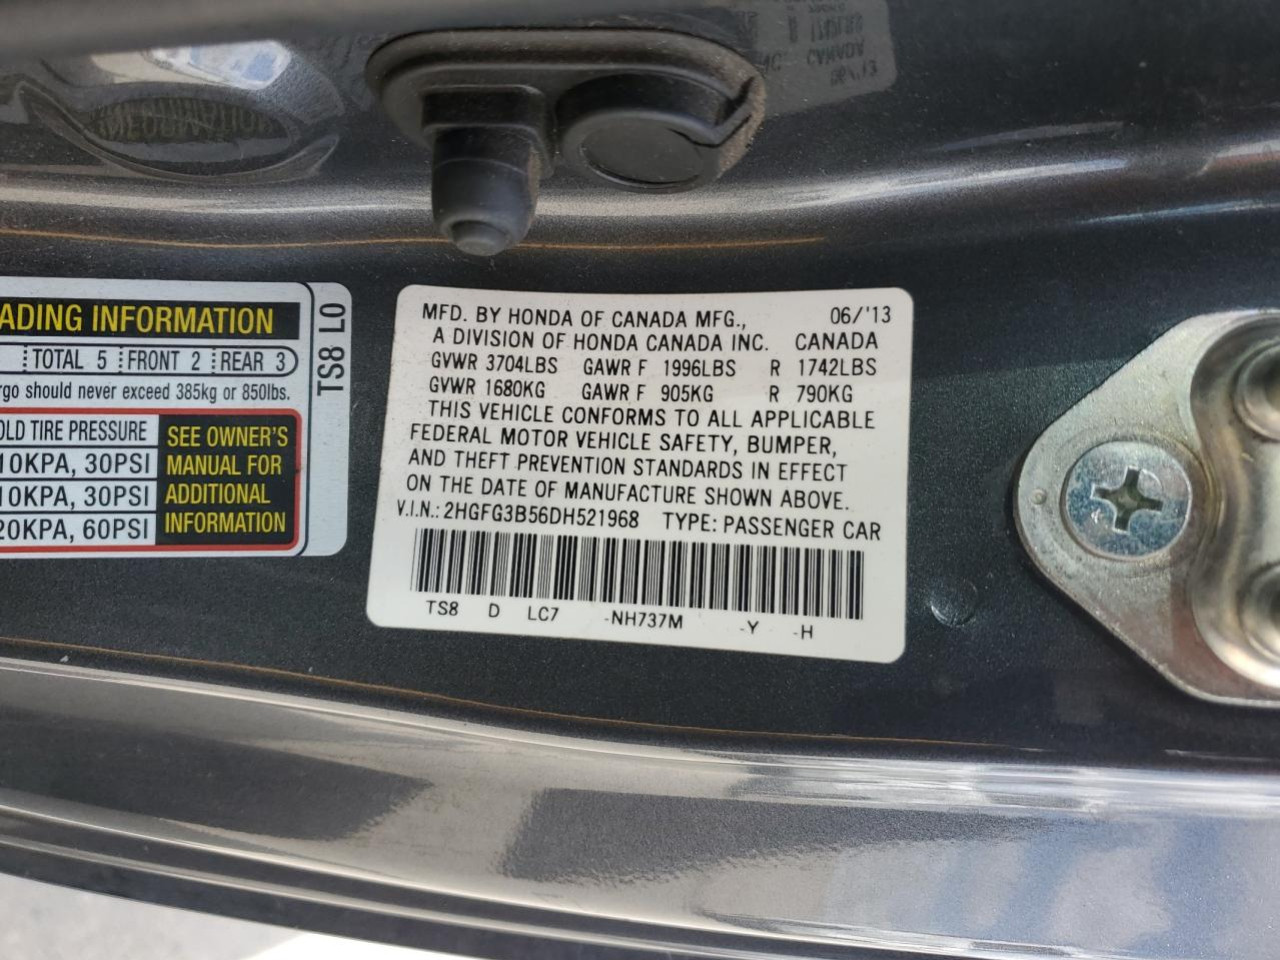 ADING INFORMATION
TOTAL 5 FRONT 2 REAR 3
rgo should never exceed 385kg or 850lbs.
OLD TIRE PRESSURE
10KPA, 30PSI
10KPA, 30PSI
20KPA, 60PSI
SEE OWNER'S
MANUAL FOR
ADDITIONAL
INFORMATION
TS8 L0
MFD. BY HONDA OF CANADA MFG., 06/'13
A DIVISION OF HONDA CANADA INC. CANADA
GVWR 3704LBS GAWR F 1996LBS R 1742LBS
GVWR 1680KG GAWR F 905KG R 790KG
THIS VEHICLE CONFORMS TO ALL APPLICABLE
FEDERAL MOTOR VEHICLE SAFETY, BUMPER,
AND THEFT PREVENTION STANDARDS IN EFFECT
ON THE DATE OF MANUFACTURE SHOWN ABOVE.
V.I.N.: 2HGFG3B56DH521968 TYPE: PASSENGER CAR
TS8 D LC7 -NH737M -Y -H